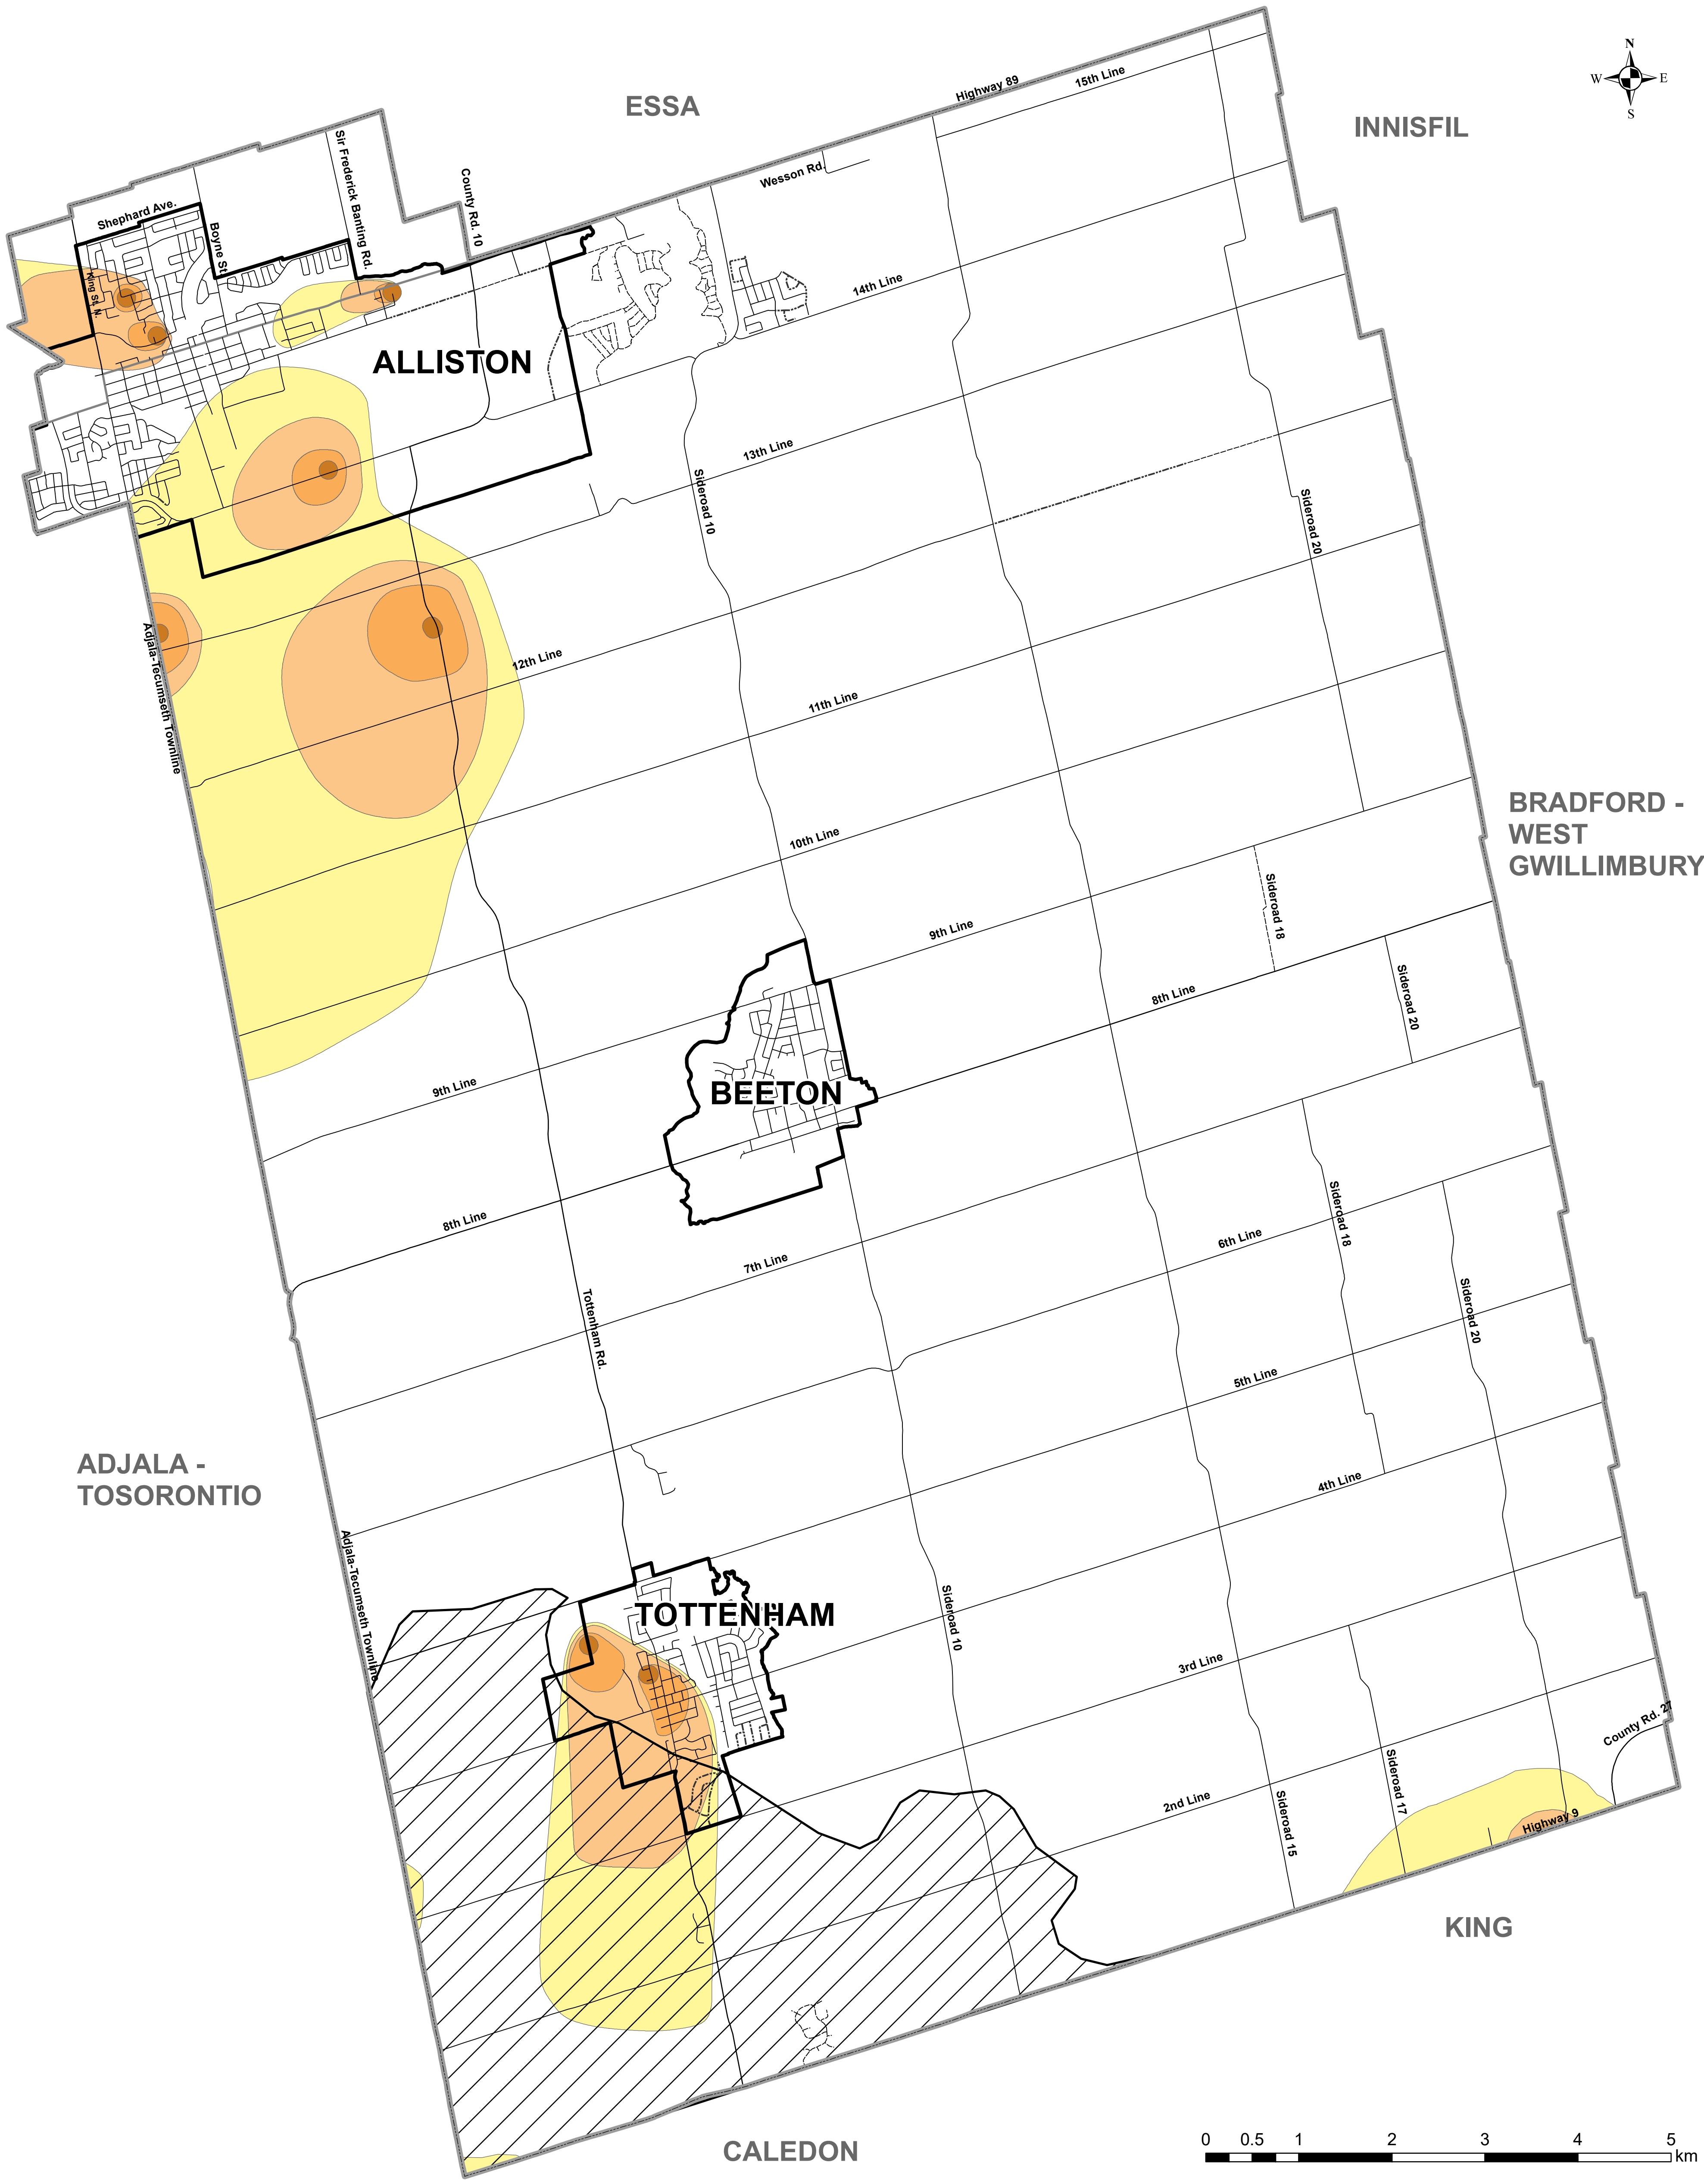 N
W
E
S
ESSA
INNISFIL
Highway 89
15th Line
Sir Frederick Banting Rd.
County Rd. 10
Wesson Rd.
Shephard Ave.
Boyne St.
King St. N.
14th Line
ALLISTON
13th Line
Sideroad 10
Sideroad 20
12th Line
Adjala-Tecumseth Townline
11th Line
BRADFORD -
WEST
GWILLIMBURY
10th Line
9th Line
Sideroad 18
8th Line
Sideroad 20
9th Line
BEETON
8th Line
7th Line
6th Line
Sideroad 18
Sideroad 20
Tottenham Rd.
5th Line
ADJALA -
TOSORONTIO
4th Line
Adjala-Tecumseth Townline
TOTTENHAM
Sideroad 10
3rd Line
County Rd. 27
Sideroad 17
2nd Line
Sideroad 15
Highway 9
KING
CALEDON
0 0.5 1 2 3 4 5
km